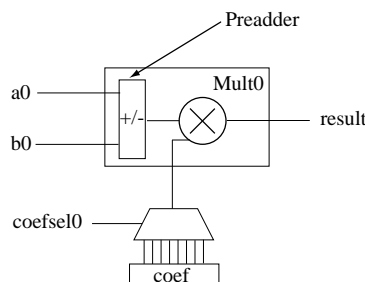 Preadder
Mult0
a0
+/-
result
b0
coefsel0
coef